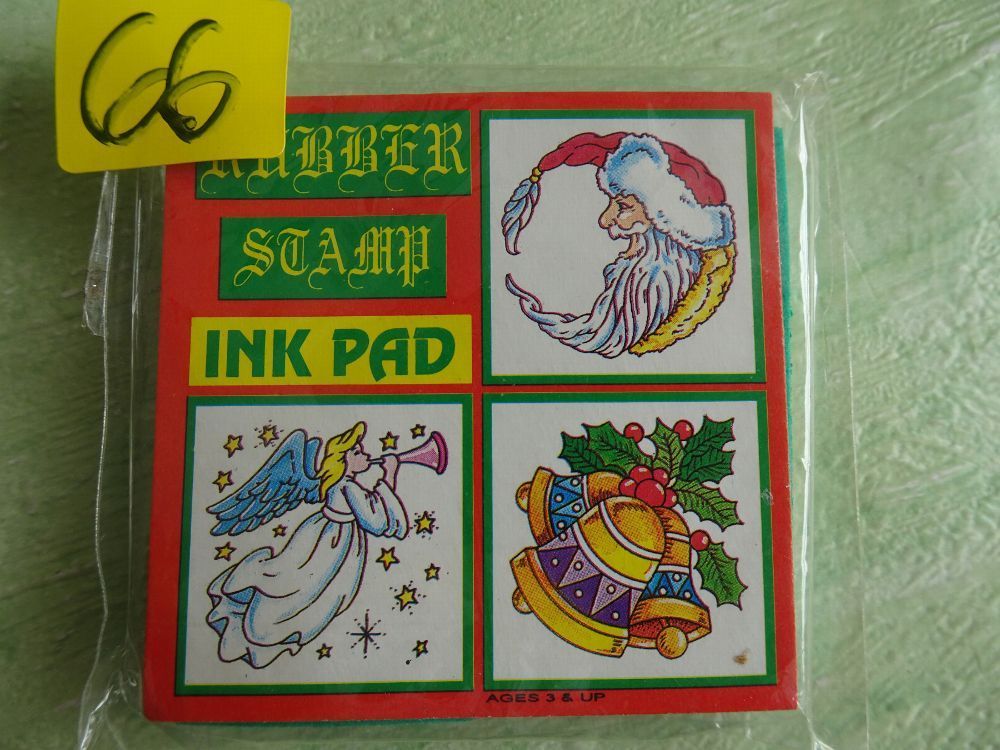 66
RUBBER
STAMP
INK PAD
AGES 3 & UP